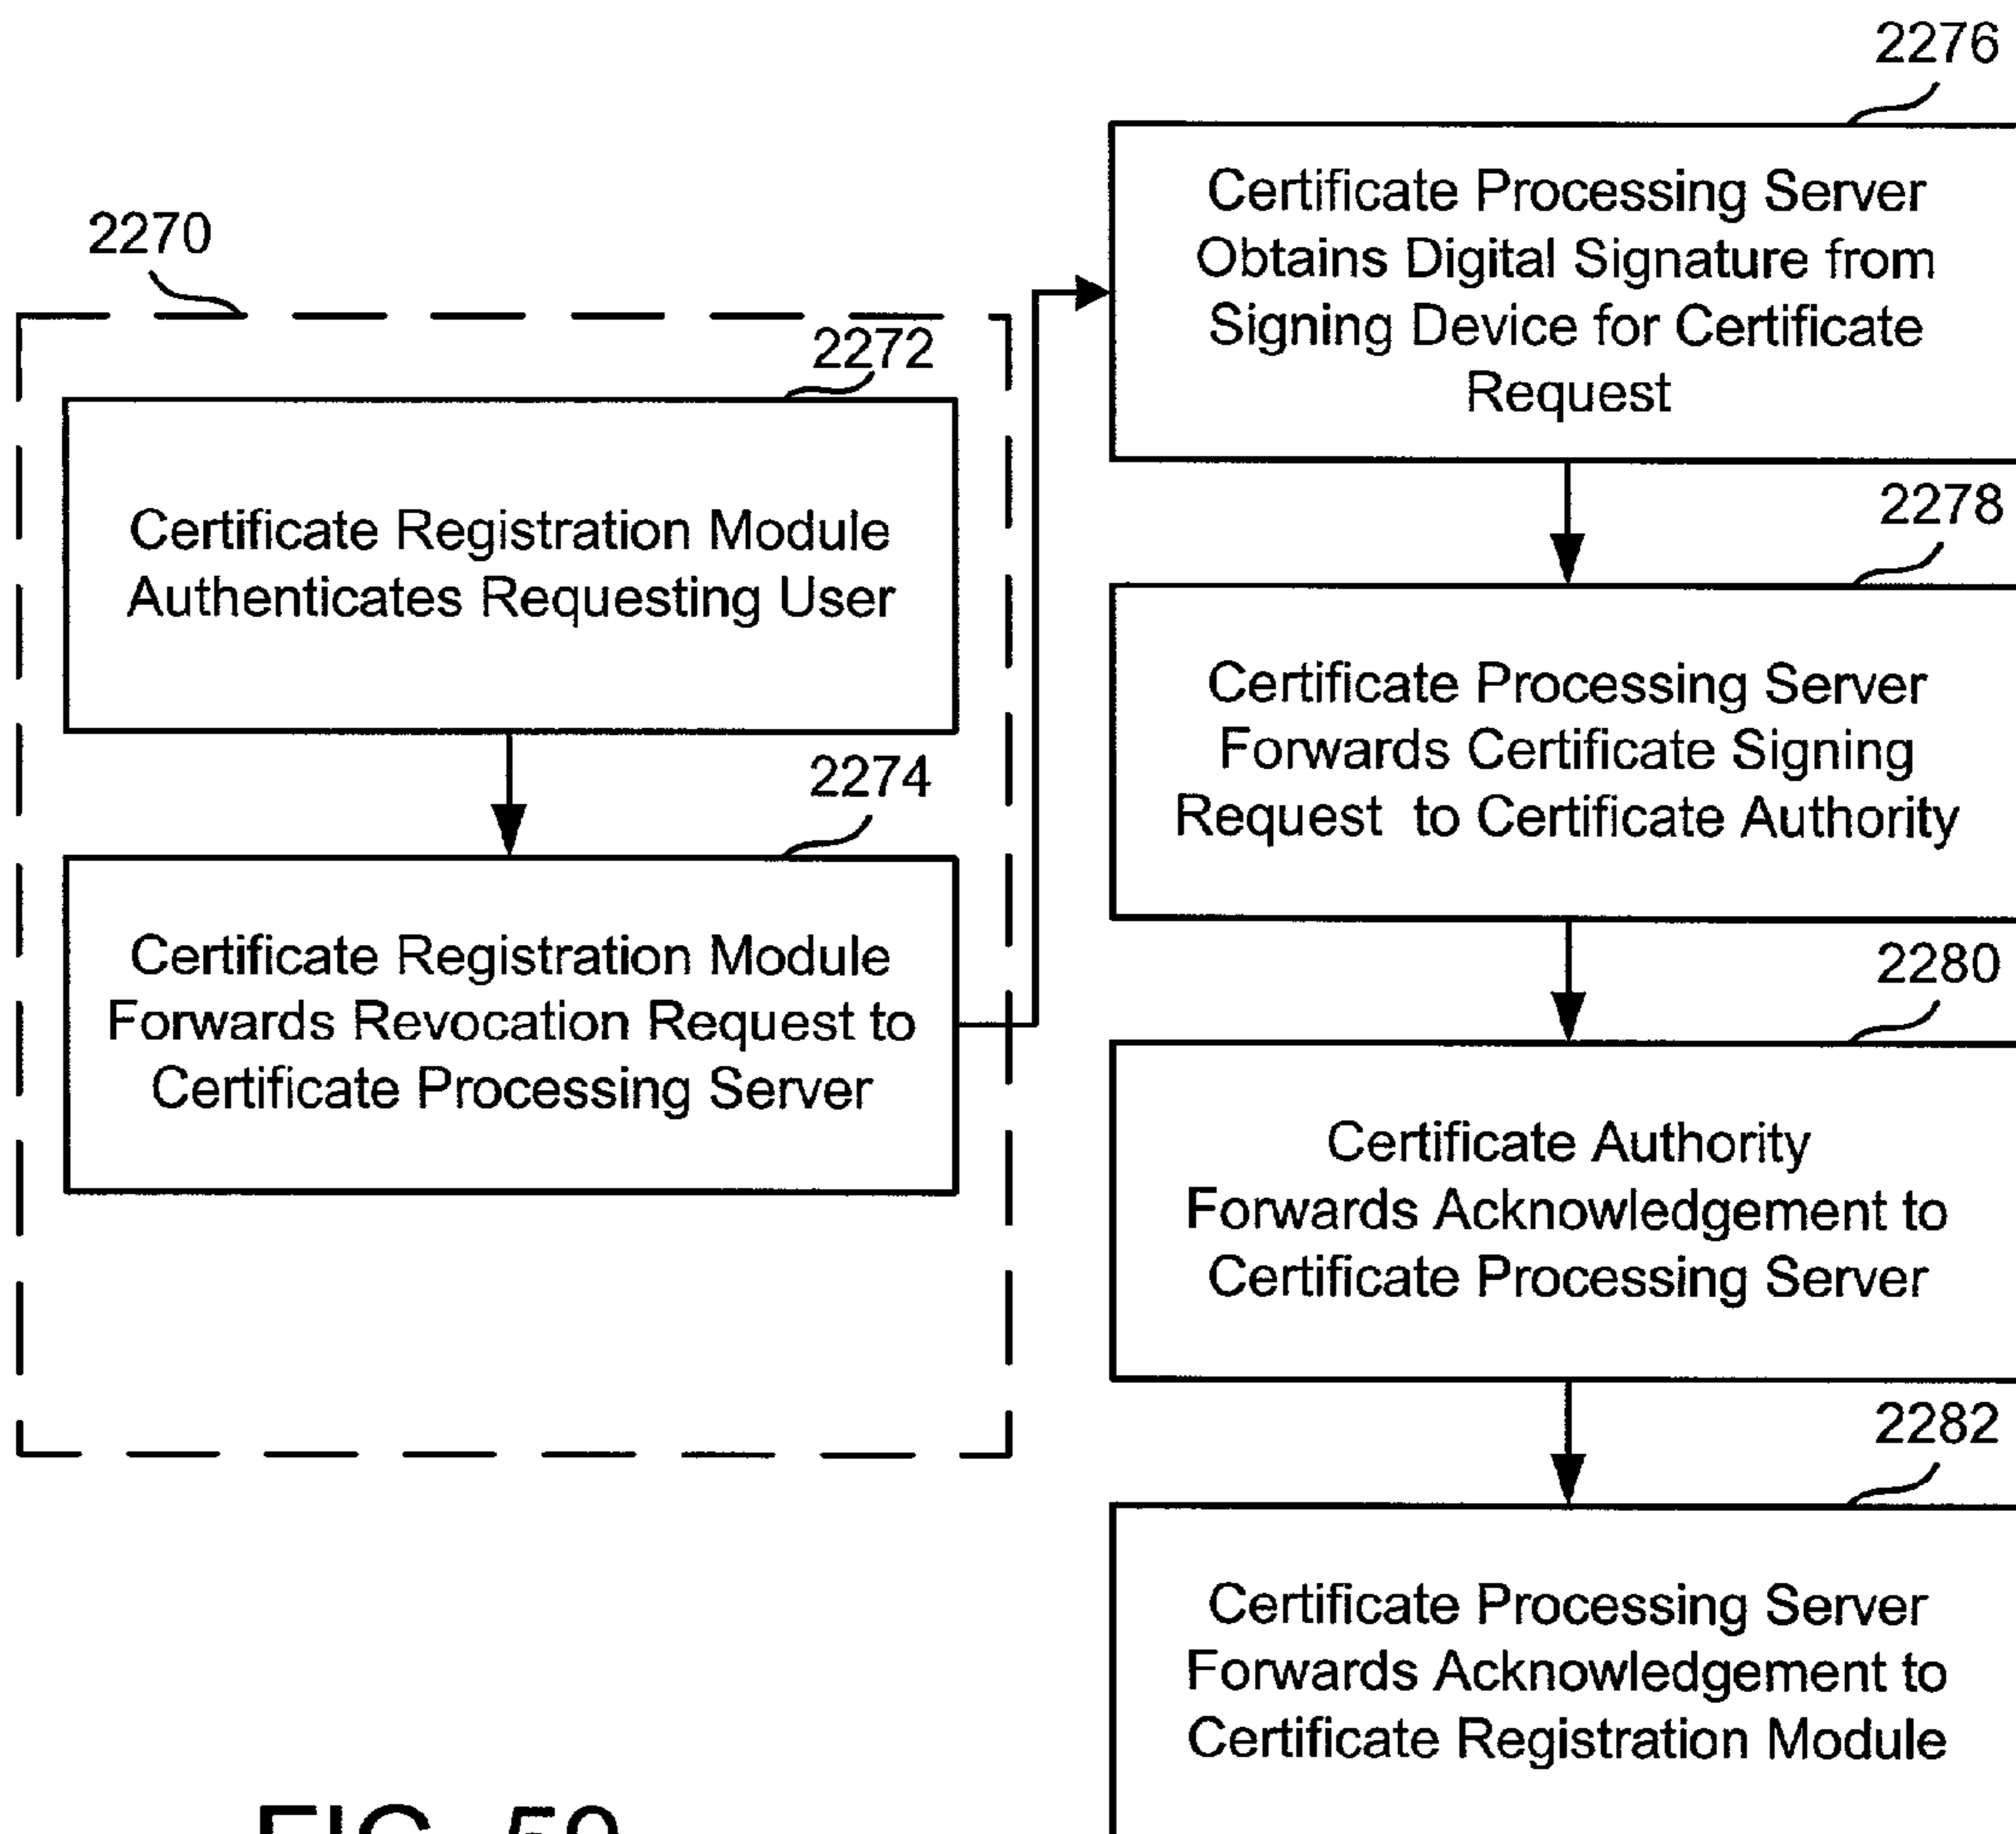 2270
2272
Certificate Registration Module
Authenticates Requesting User
2274
Certificate Registration Module
Forwards Revocation Request to
Certificate Processing Server
2276
Certificate Processing Server
Obtains Digital Signature from
Signing Device for Certificate
Request
2278
Certificate Processing Server
Forwards Certificate Signing
Request to Certificate Authority
2280
Certificate Authority
Forwards Acknowledgement to
Certificate Processing Server
2282
Certificate Processing Server
Forwards Acknowledgement to
Certificate Registration Module
FIG.